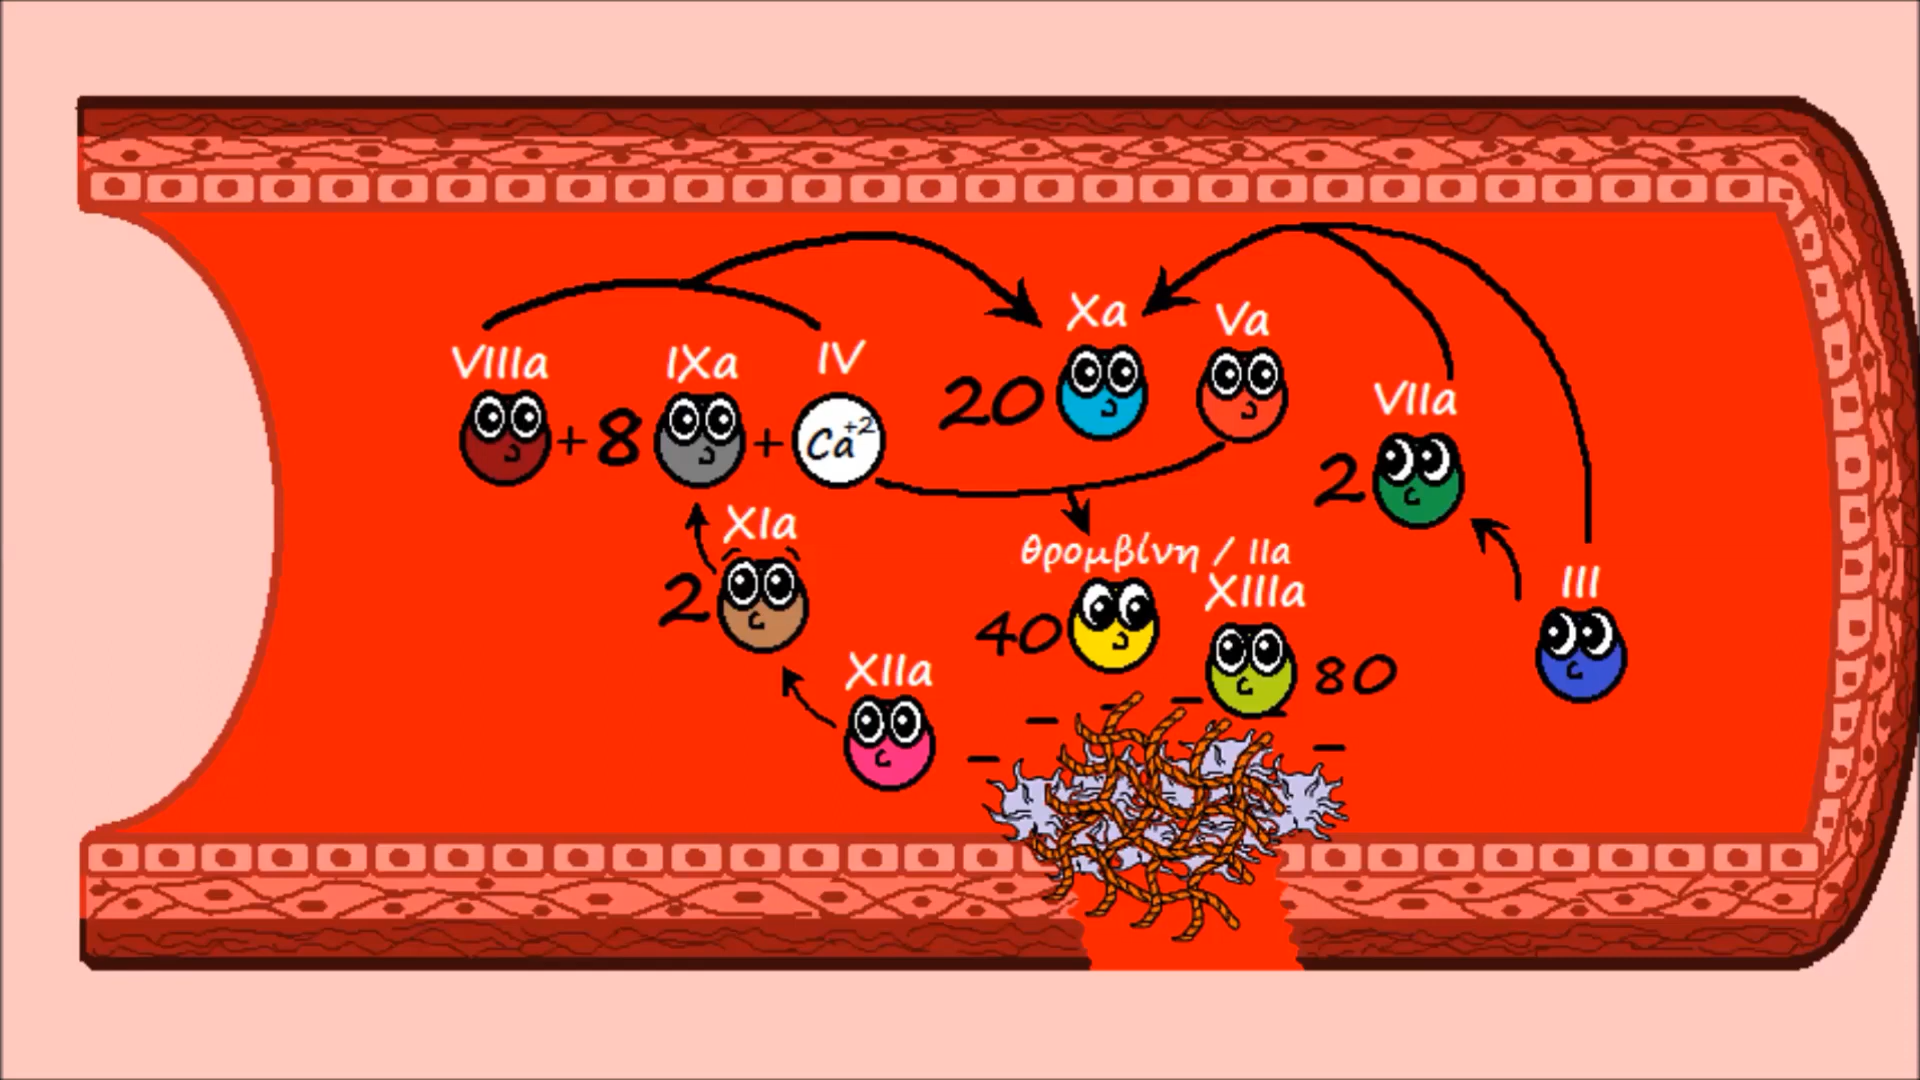 Xa
Va
VIIIa
IXa
IV
VIIa
20
+ 8
+
Ca+2
2
XIa
θρομβίνη / IIa
XIIIa
III
2
40
80
XIIa